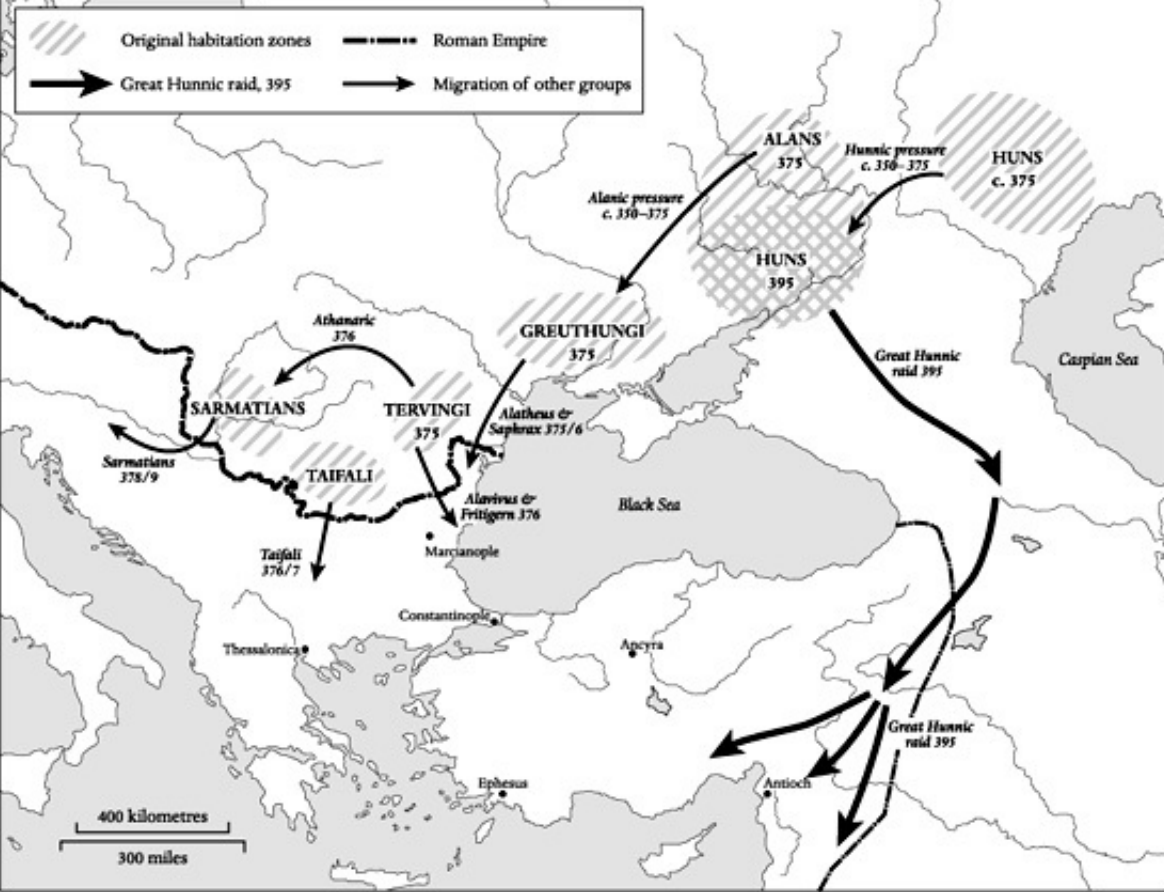 Original habitation zones
Roman Empire
Great Hunnic raid, 395
Migration of other groups
ALANS
375
Hunnic pressure
c. 350–375
HUNS
c. 375
Alanic pressure
c. 350–375
HUNS
395
GREUTHUNGI
375
Athanaric
376
Great Hunnic
raid 395
Caspian Sea
SARMATIANS
TERVINGI
375
Alatheus &
Saphrax 375/6
Sarmatians
378/9
TAIFALI
Alavivus &
Fritigern 376
Black Sea
Marcianople
Taifali
376/7
Constantinople
Thessalonica
Ancyra
Great Hunnic
raid 395
Ephesus
Antioch
400 kilometres
300 miles